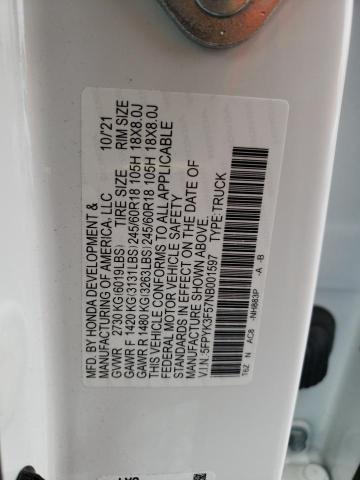 MFD. BY HONDA DEVELOPMENT &
MANUFACTURING OF AMERICA, LLC 10/21
GVWR 2730 KG(6019LBS) TIRE SIZE RIM SIZE
GAWR F 1420 KG(3131LBS)245/60R18 105H 18X8.0J
GAWR R 1480 KG(3263LBS)245/60R18 105H 18X8.0J
THIS VEHICLE CONFORMS TO ALL APPLICABLE
FEDERAL MOTOR VEHICLE SAFETY
STANDARDS IN EFFECT ON THE DATE OF
MANUFACTURE SHOWN ABOVE.
V.I.N.:5FPYK3F57NB001597 TYPE:TRUCK
T6Z N AC8 -NH883P -A -B